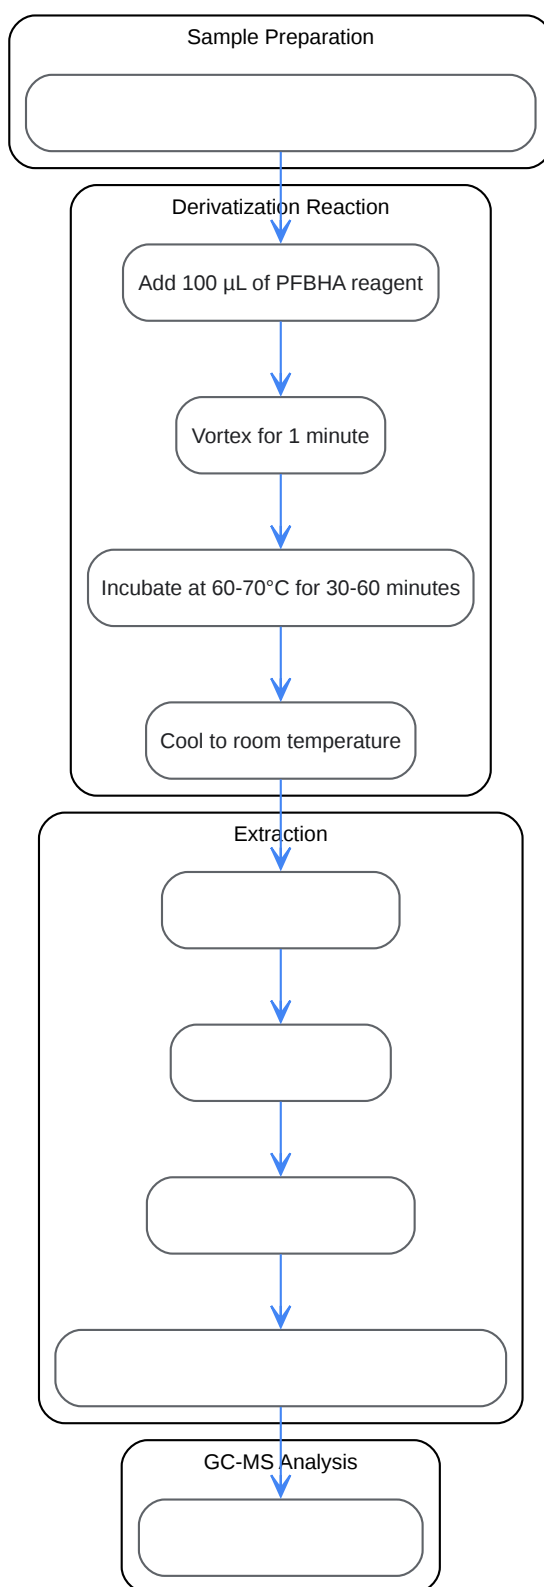 Sample Preparation
Derivatization Reaction
Add 100 µL of PFBHA reagent
Vortex for 1 minute
Incubate at 60-70°C for 30-60 minutes
Cool to room temperature
Extraction
GC-MS Analysis